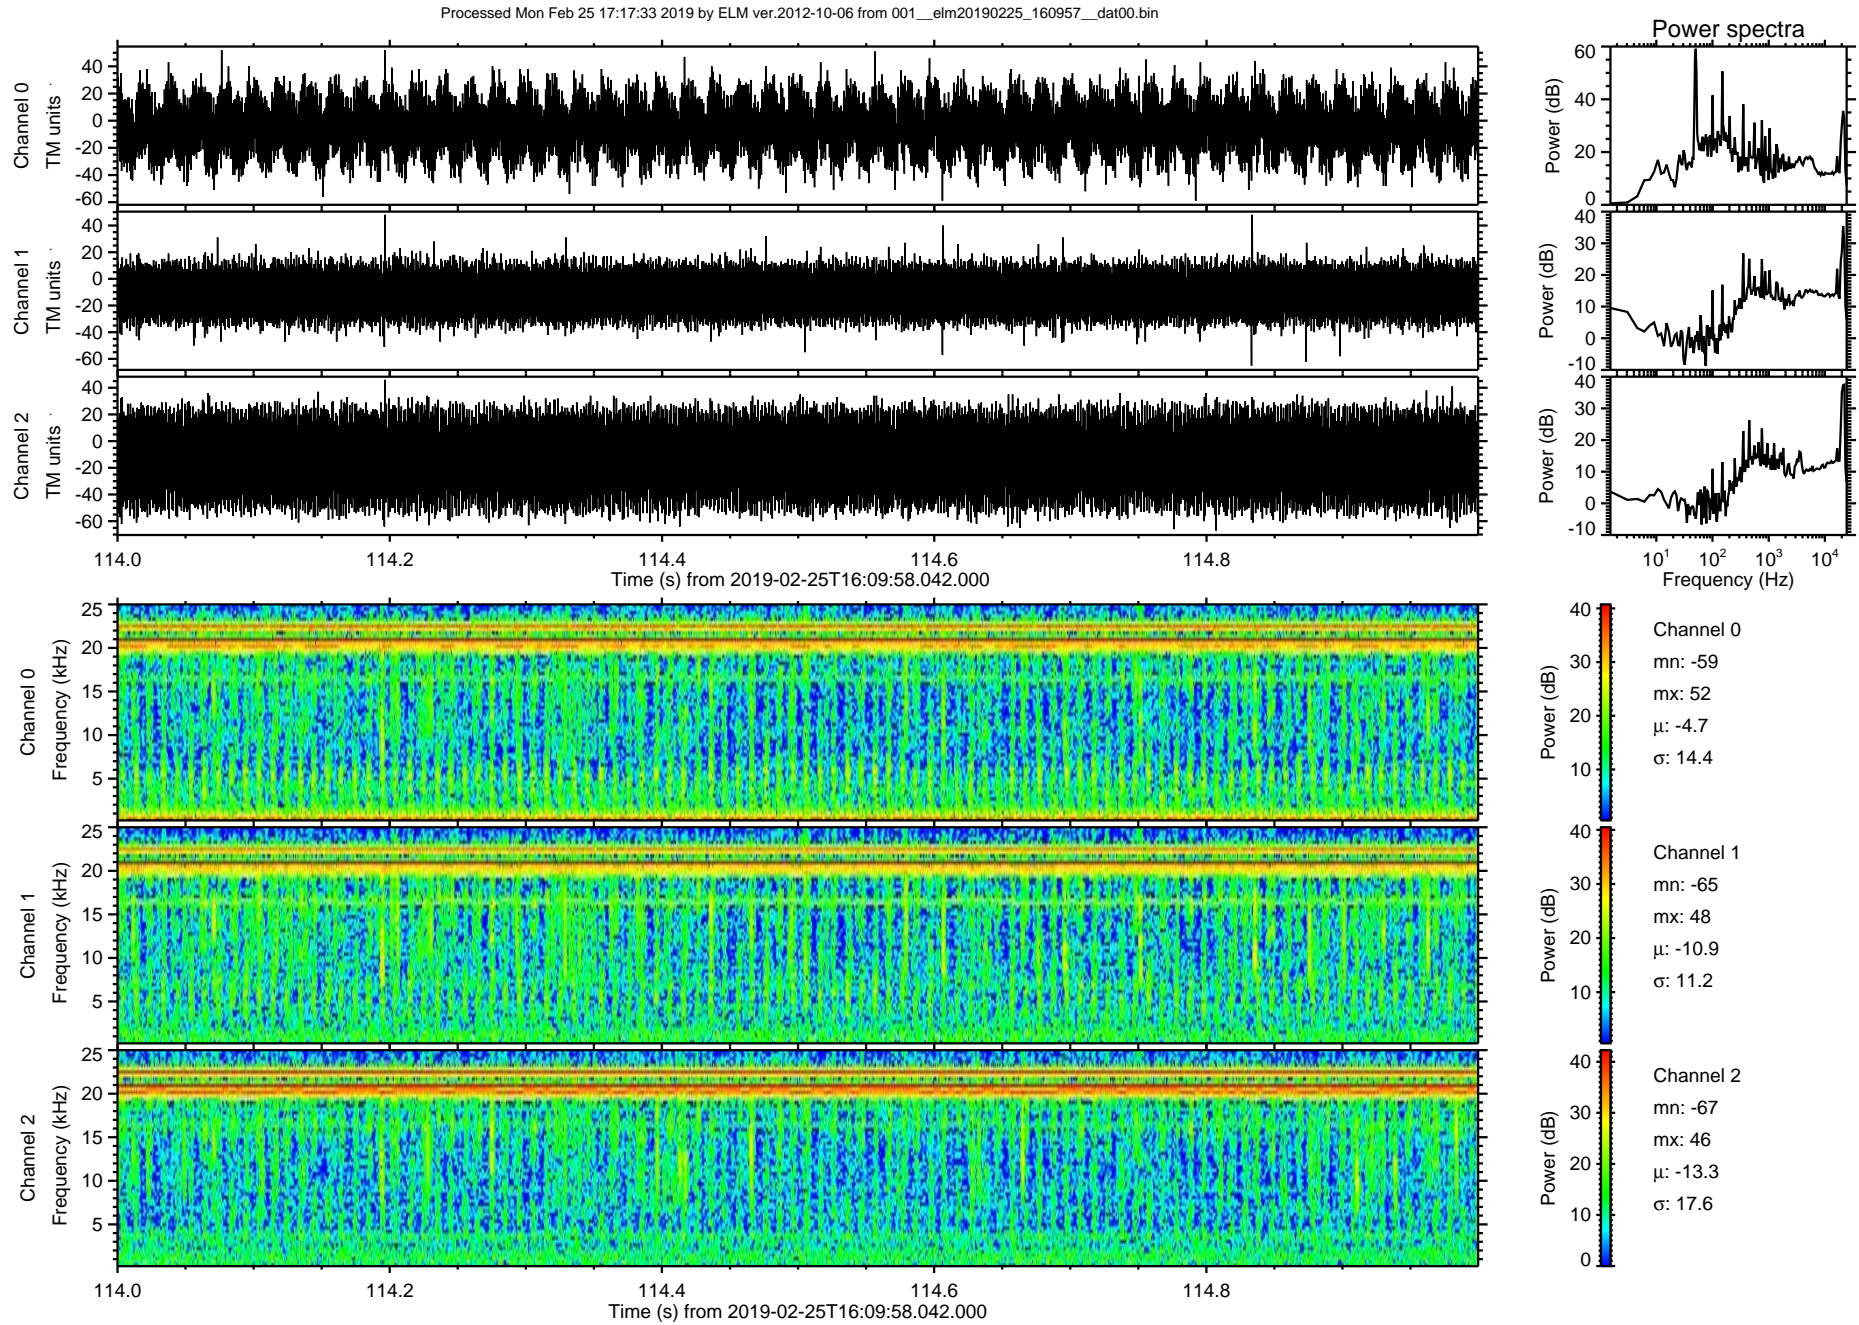 Processed Mon Feb 25 17:17:33 2019 by ELM ver.2012-10-06 from 001__elm20190225_160957__dat00.bin
Power spectra
Channel 0
TM units
40
20
0
-20
-40
-60
Power (dB)
60
40
20
0
Channel 1
TM units
40
20
0
-20
-40
-60
Power (dB)
40
30
20
10
0
-10
Channel 2
TM units
40
20
0
-20
-40
-60
Power (dB)
40
30
20
10
0
-10
114.0 114.2 114.4 114.6 114.8
Time (s) from 2019-02-25T16:09:58.042.000
10¹ 10² 10³ 10⁴
Frequency (Hz)
Channel 0
Frequency (kHz)
25
20
15
10
5
Power (dB)
40
30
20
10
Channel 0
mn: -59
mx: 52
μ: -4.7
σ: 14.4
Channel 1
Frequency (kHz)
25
20
15
10
5
Power (dB)
40
30
20
10
Channel 1
mn: -65
mx: 48
μ: -10.9
σ: 11.2
Channel 2
Frequency (kHz)
25
20
15
10
5
Power (dB)
40
30
20
10
0
Channel 2
mn: -67
mx: 46
μ: -13.3
σ: 17.6
114.0 114.2 114.4 114.6 114.8
Time (s) from 2019-02-25T16:09:58.042.000